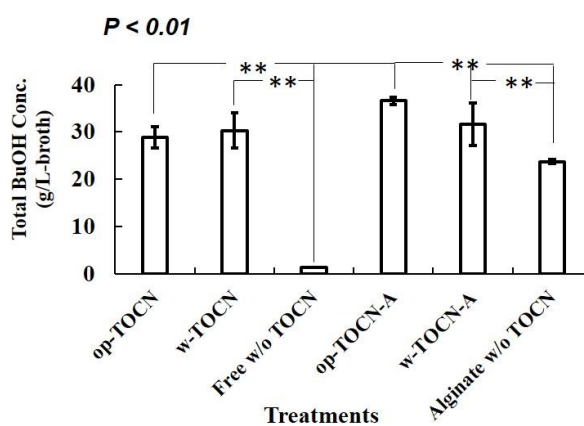 P < 0.01
** **
** **
40
30
20
10
0
Total BuOH Conc.
(g/L-broth)
op-TOCN
w-TOCN
Free w/o TOCN
op-TOCN-A
w-TOCN-A
Alginate w/o TOCN
Treatments